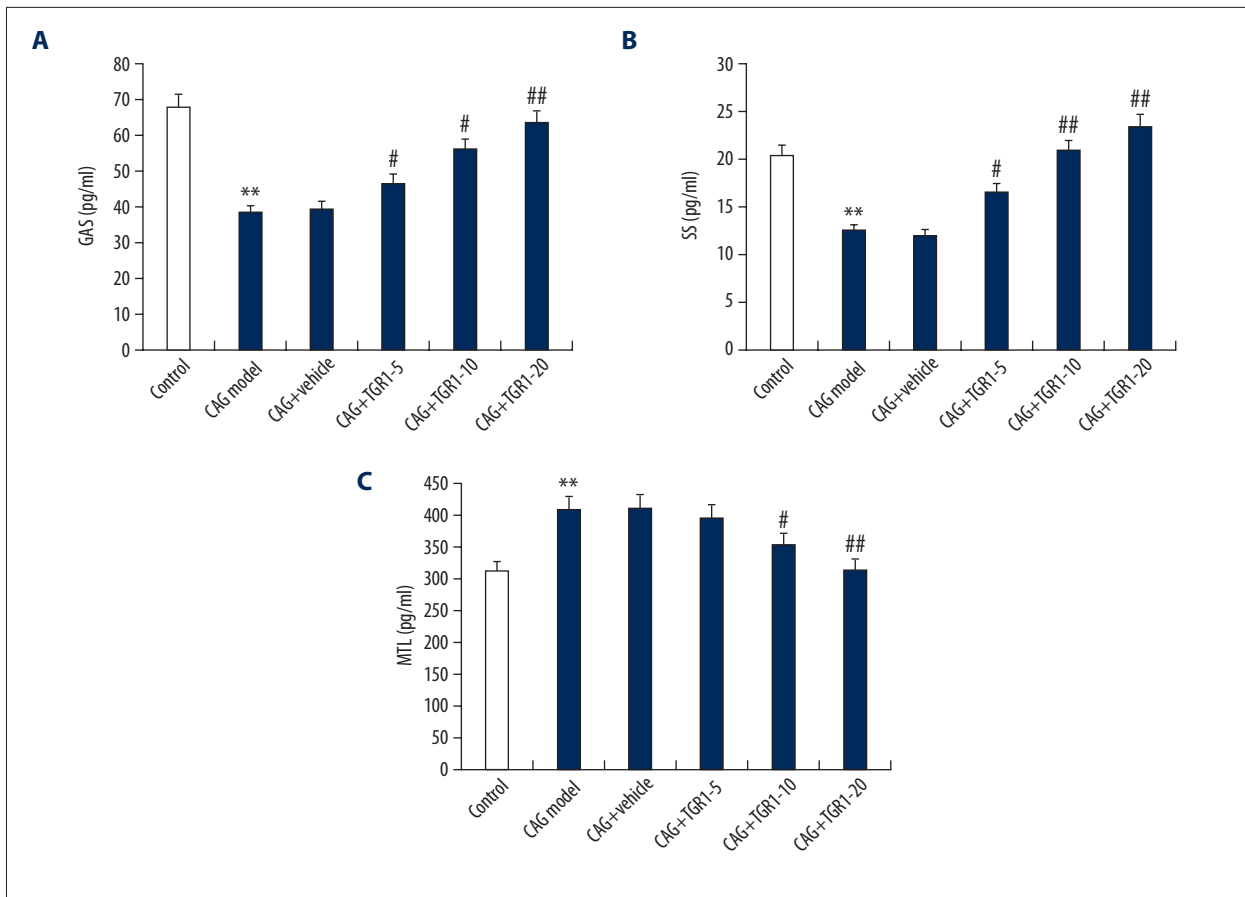 A
GAS (pg/ml)
80
70
60
50
40
30
20
10
0
**
#
#
##
Control
CAG model
CAG+vehicle
CAG+TGR1-5
CAG+TGR1-10
CAG+TGR1-20
B
SS (pg/ml)
30
25
20
15
10
5
0
**
#
##
##
Control
CAG model
CAG+vehicle
CAG+TGR1-5
CAG+TGR1-10
CAG+TGR1-20
C
MTL (pg/ml)
450
400
350
300
250
200
150
100
50
0
**
#
##
Control
CAG model
CAG+vehicle
CAG+TGR1-5
CAG+TGR1-10
CAG+TGR1-20